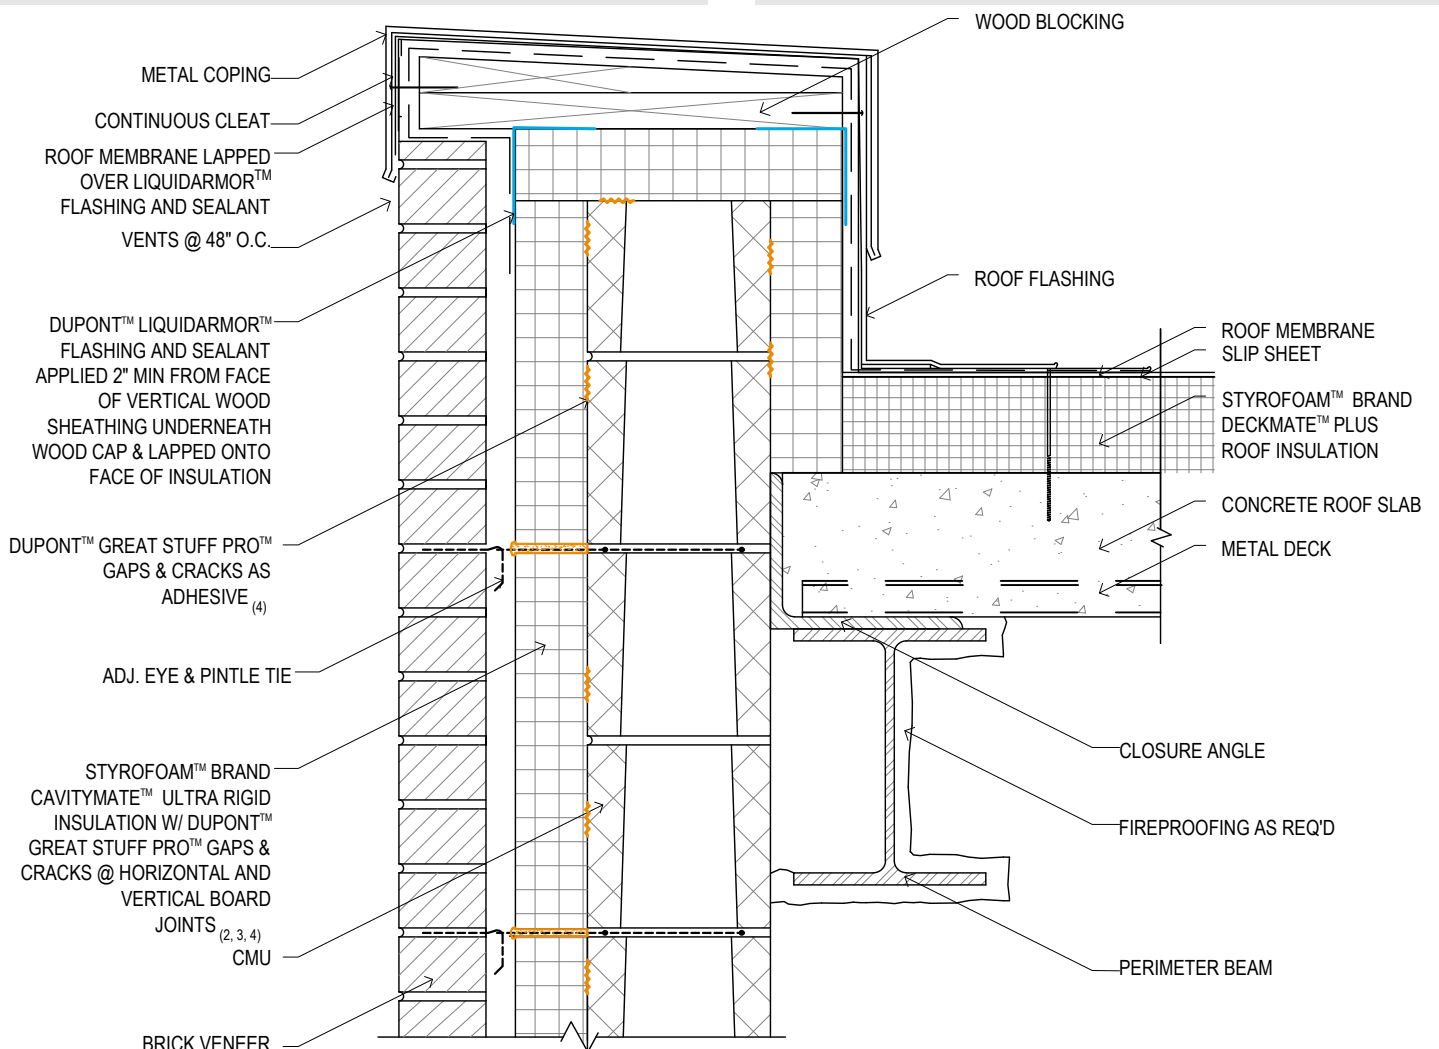 WOOD BLOCKING
METAL COPING
CONTINUOUS CLEAT
ROOF MEMBRANE LAPPED
OVER LIQUIDARMOR™
FLASHING AND SEALANT
VENTS @ 48" O.C.
DUPONT™ LIQUIDARMOR™
FLASHING AND SEALANT
APPLIED 2" MIN FROM FACE
OF VERTICAL WOOD
SHEATHING UNDERNEATH
WOOD CAP & LAPPED ONTO
FACE OF INSULATION
DUPONT™ GREAT STUFF PRO™
GAPS & CRACKS AS
ADHESIVE (4)
ADJ. EYE & PINTLE TIE
STYROFOAM™ BRAND
CAVITYMATE™ ULTRA RIGID
INSULATION W/ DUPONT™
GREAT STUFF PRO™ GAPS &
CRACKS @ HORIZONTAL AND
VERTICAL BOARD
JOINTS (2, 3, 4)
CMU
BRICK VENEER
ROOF FLASHING
ROOF MEMBRANE
SLIP SHEET
STYROFOAM™ BRAND
DECKMATE™ PLUS
ROOF INSULATION
CONCRETE ROOF SLAB
METAL DECK
CLOSURE ANGLE
FIREPROOFING AS REQ'D
PERIMETER BEAM